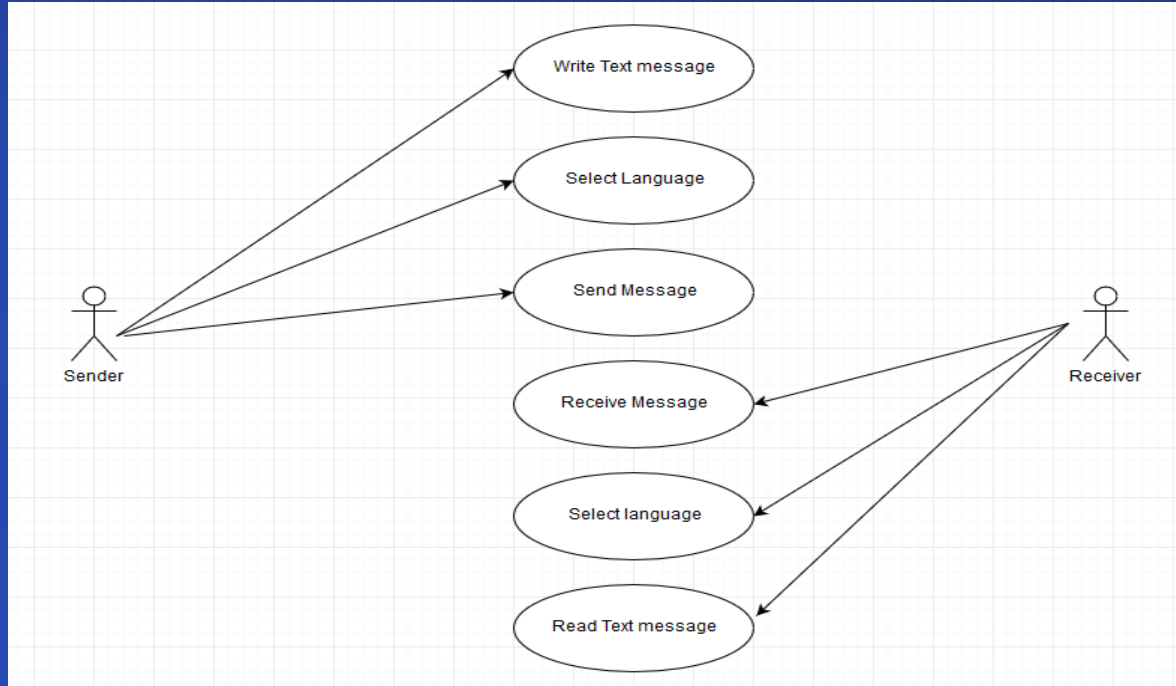 Write Text message
Select Language
Send Message
Sender
Receiver
Receive Message
Select language
Read Text message